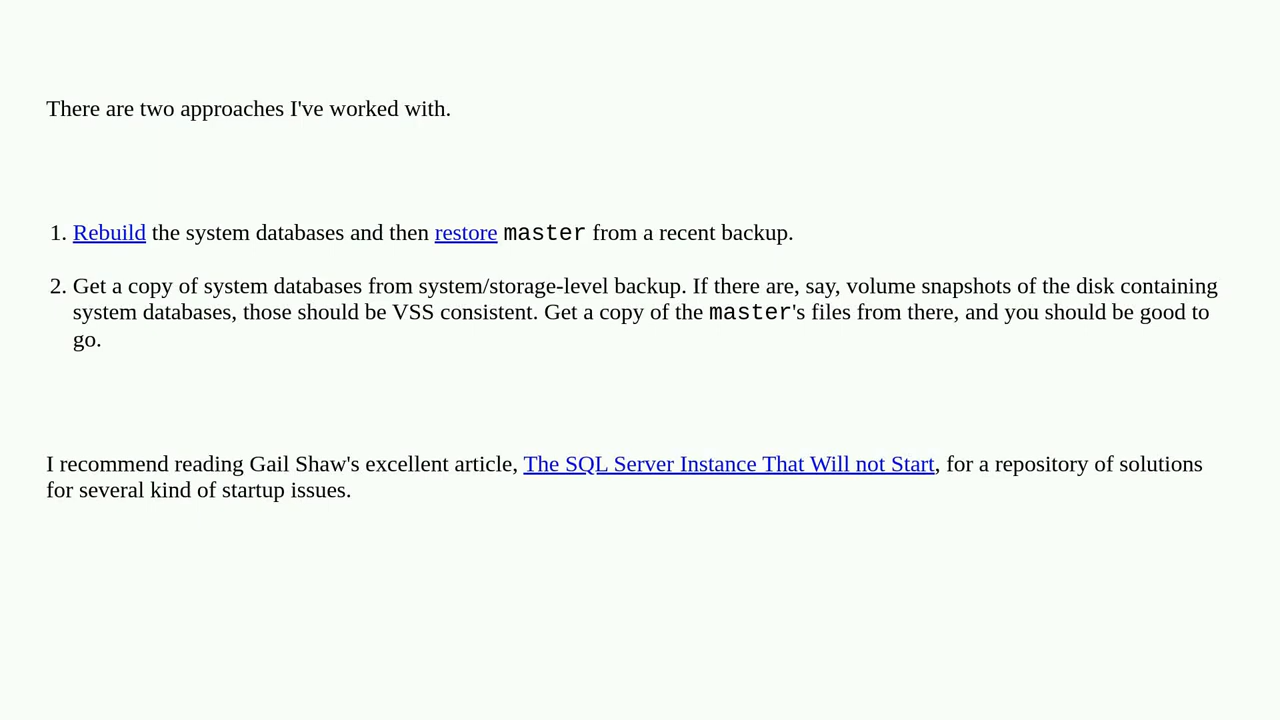 There are two approaches I've worked with.
1. Rebuild the system databases and then restore master from a recent backup.
2. Get a copy of system databases from system/storage-level backup. If there are, say, volume snapshots of the disk containing
system databases, those should be VSS consistent. Get a copy of the master's files from there, and you should be good to
go.
I recommend reading Gail Shaw's excellent article, The SQL Server Instance That Will not Start, for a repository of solutions
for several kind of startup issues.